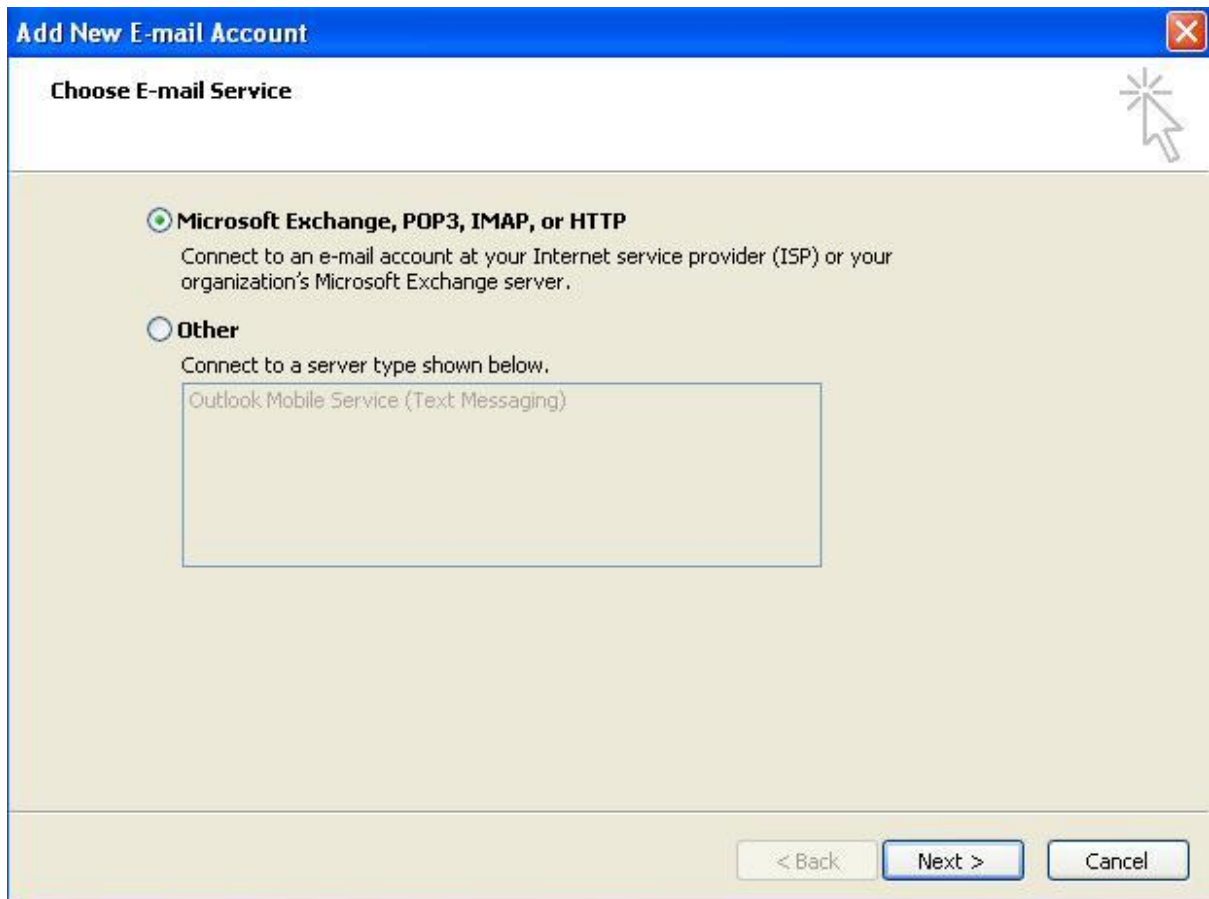 Add New E-mail Account
Choose E-mail Service
Microsoft Exchange, POP3, IMAP, or HTTP
Connect to an e-mail account at your Internet service provider (ISP) or your
organization's Microsoft Exchange server.
Other
Connect to a server type shown below.
Outlook Mobile Service (Text Messaging)
< Back
Next >
Cancel